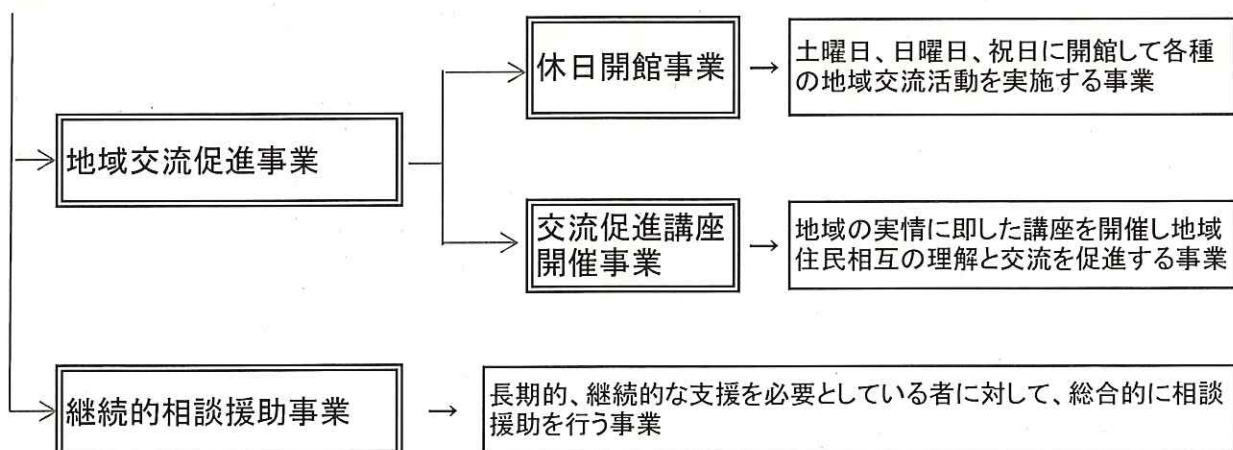 休日開館事業
→
土曜日、日曜日、祝日に開館して各種
の地域交流活動を実施する事業
地域交流促進事業
交流促進講座
開催事業
→
地域の実情に即した講座を開催し地域
住民相互の理解と交流を促進する事業
継続的相談援助事業
→
長期的、継続的な支援を必要としている者に対して、総合的に相談
援助を行う事業